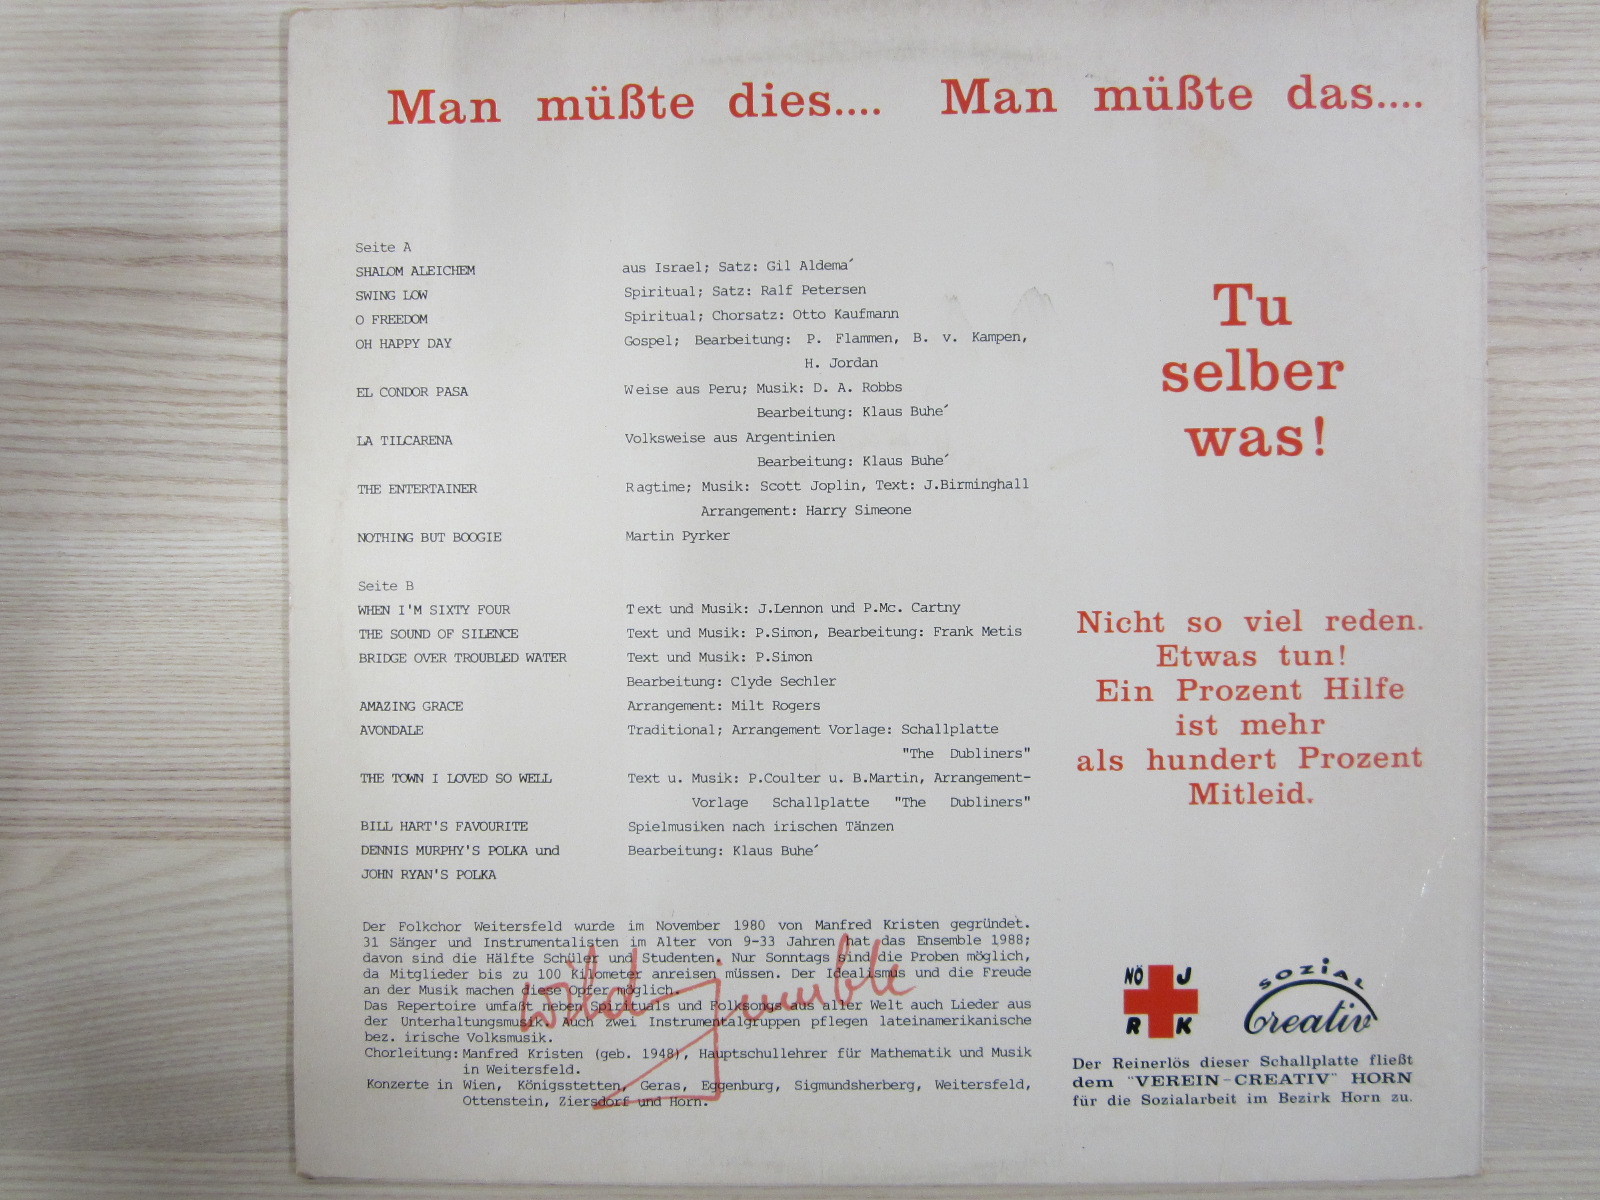 Man müßte dies.... Man müßte das....
Seite A
SHALOM ALEICHEM aus Israel; Satz: Gil Aldema´
SWING LOW Spiritual; Satz: Ralf Petersen
O FREEDOM Spiritual; Chorsatz: Otto Kaufmann
OH HAPPY DAY Gospel; Bearbeitung: P. Flammen, B. v. Kampen,
H. Jordan
EL CONDOR PASA Weise aus Peru; Musik: D. A. Robbs
Bearbeitung: Klaus Buhe´
LA TILCARENA Volksweise aus Argentinien
Bearbeitung: Klaus Buhe´
THE ENTERTAINER Ragtime; Musik: Scott Joplin, Text: J.Birminghall
Arrangement: Harry Simeone
NOTHING BUT BOOGIE Martin Pyrker
Seite B
WHEN I'M SIXTY FOUR Text und Musik: J.Lennon und P.Mc. Cartny
THE SOUND OF SILENCE Text und Musik: P.Simon, Bearbeitung: Frank Metis
BRIDGE OVER TROUBLED WATER Text und Musik: P.Simon
Bearbeitung: Clyde Sechler
AMAZING GRACE Arrangement: Milt Rogers
AVONDALE Traditional; Arrangement Vorlage: Schallplatte
"The Dubliners"
THE TOWN I LOVED SO WELL Text u. Musik: P.Coulter u. B.Martin, Arrangement-
Vorlage Schallplatte "The Dubliners"
BILL HART'S FAVOURITE Spielmusiken nach irischen Tänzen
DENNIS MURPHY'S POLKA und Bearbeitung: Klaus Buhe´
JOHN RYAN'S POLKA
Der Folkchor Weitersfeld wurde im November 1980 von Manfred Kristen gegründet.
31 Sänger und Instrumentalisten im Alter von 9-33 Jahren hat das Ensemble 1988;
davon sind die Hälfte Schüler und Studenten. Nur Sonntags sind die Proben möglich,
da Mitglieder bis zu 100 Kilometer anreisen müssen. Der Idealismus und die Freude
an der Musik machen diese Opfer möglich.
Das Repertoire umfaßt neben Spirituals und Folksongs aus aller Welt auch Lieder aus
der Unterhaltungsmusik. Auch zwei Instrumentalgruppen pflegen lateinamerikanische
bez. irische Volksmusik.
Chorleitung: Manfred Kristen (geb. 1948), Hauptschullehrer für Mathematik und Musik
in Weitersfeld.
Konzerte in Wien, Königsstetten, Geras, Eggenburg, Sigmundsherberg, Weitersfeld,
Ottenstein, Ziersdorf und Horn.
Tu
selber
was!
Nicht so viel reden.
Etwas tun!
Ein Prozent Hilfe
ist mehr
als hundert Prozent
Mitleid.
NÖ J
R K
SOZIAL
Creativ
Der Reinerlös dieser Schallplatte fließt
dem "VEREIN-CREATIV" HORN
für die Sozialarbeit im Bezirk Horn zu.